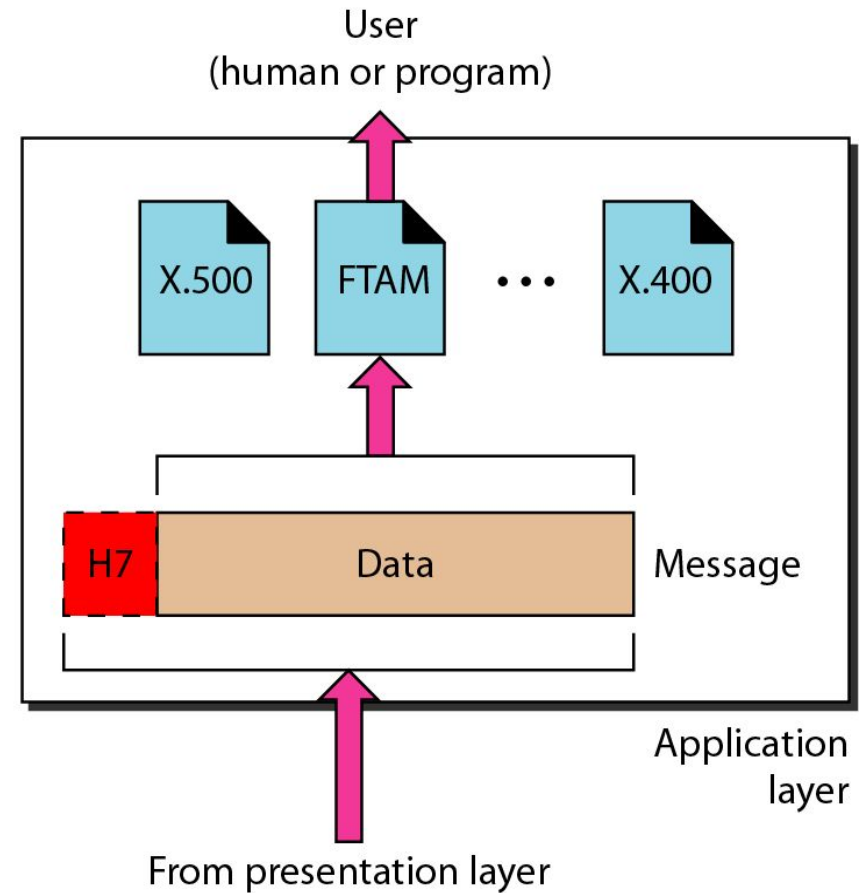 User
(human or program)
X.500 FTAM ... X.400
H7 Data Message
Application
layer
From presentation layer